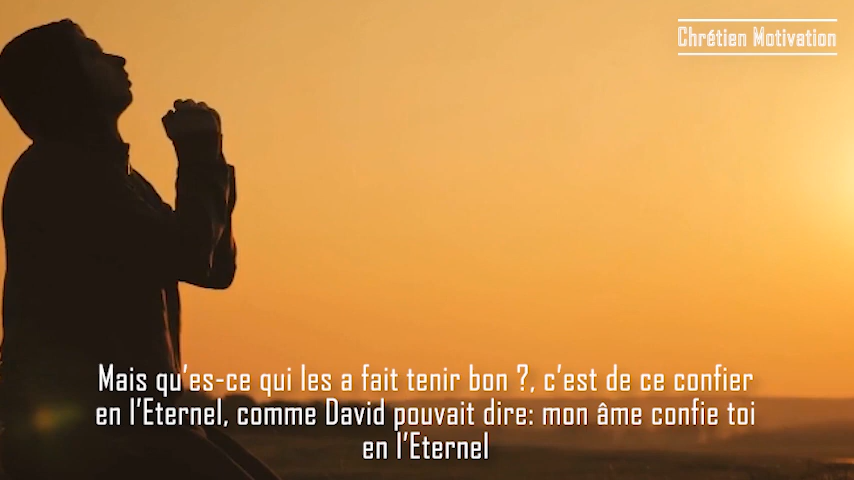 Chrétien Motivation
Mais qu'es-ce qui les a fait tenir bon ?, c'est de ce confier
en l'Eternel, comme David pouvait dire: mon âme confie toi
en l'Eternel